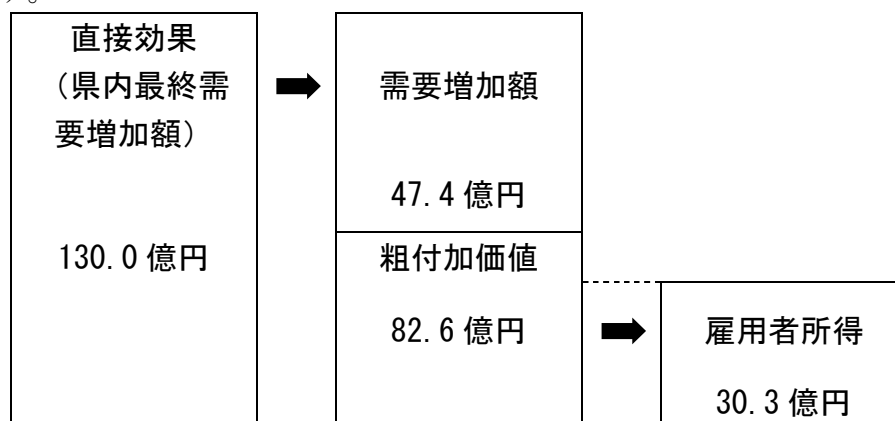 ）。
直接効果
（県内最終需
要増加額）
130.0 億円
需要増加額
47.4 億円
粗付加価値
82.6 億円
雇用者所得
30.3 億円